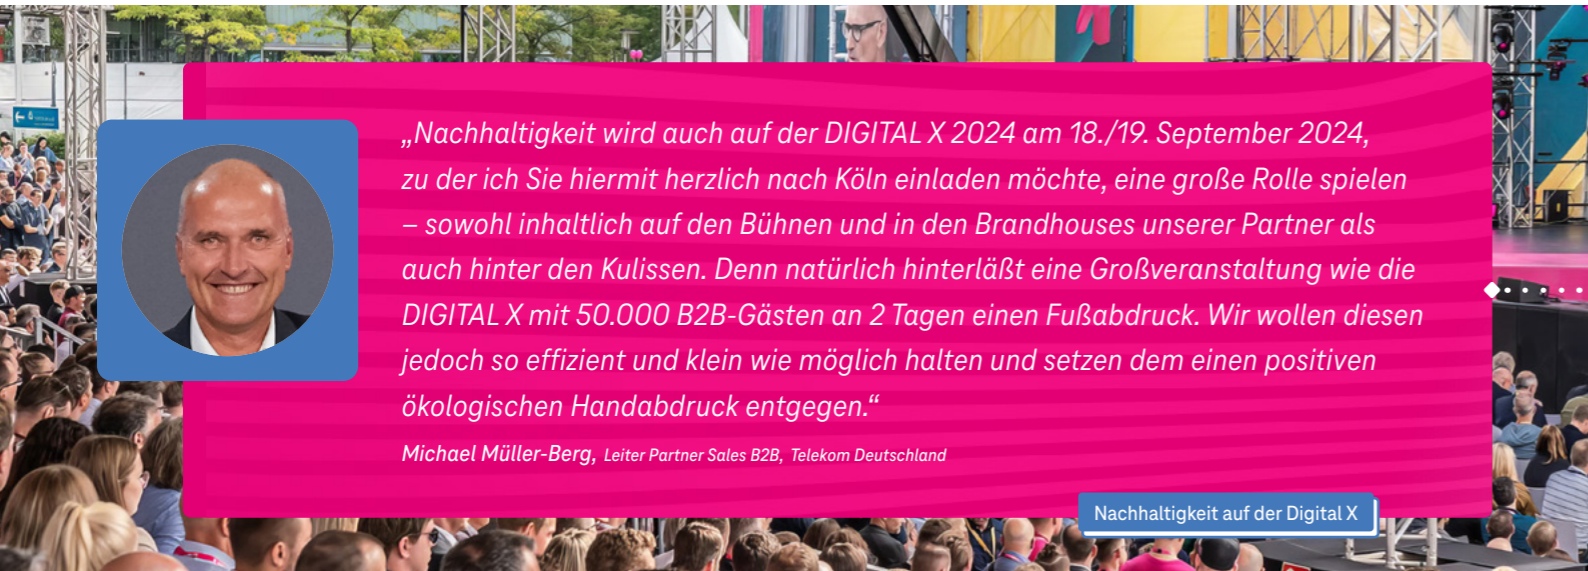 „Nachhaltigkeit wird auch auf der DIGITAL X 2024 am 18./19. September 2024,
zu der ich Sie hiermit herzlich nach Köln einladen möchte, eine große Rolle spielen
– sowohl inhaltlich auf den Bühnen und in den Brandhouses unserer Partner als
auch hinter den Kulissen. Denn natürlich hinterläßt eine Großveranstaltung wie die
DIGITAL X mit 50.000 B2B-Gästen an 2 Tagen einen Fußabdruck. Wir wollen diesen
jedoch so effizient und klein wie möglich halten und setzen dem einen positiven
ökologischen Handabdruck entgegen.“
Michael Müller-Berg, Leiter Partner Sales B2B, Telekom Deutschland
Nachhaltigkeit auf der Digital X